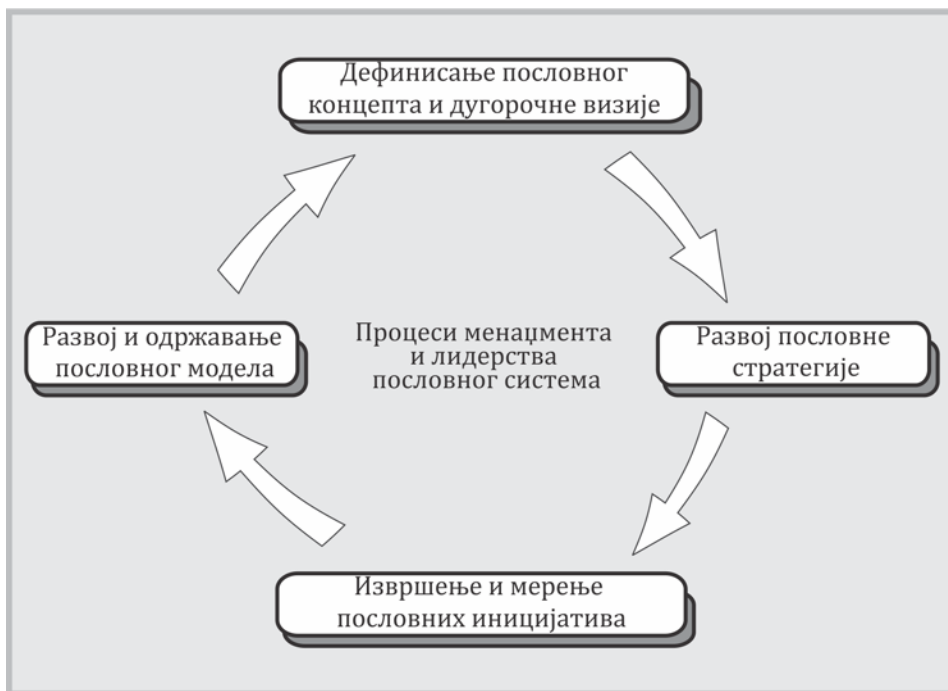 Дефинисање пословног
концепта и дугорочне визије
Развој и одржавање
пословног модела
Процеси менаџмента
и лидерства
пословног система
Развој пословне
стратегије
Извршење и мерење
пословних иницијатива